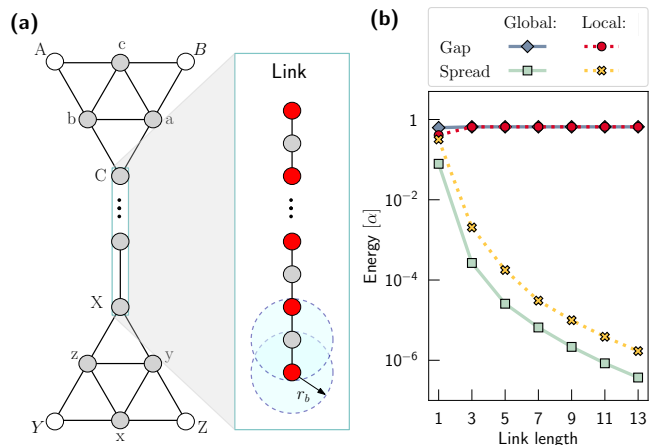 (a)
A
c
B
b
a
C
X
z
y
Y
x
Z
Link
r_b
(b)
Global: Local:
Gap
Spread
Energy [α]
1
10^{-2}
10^{-4}
10^{-6}
1 3 5 7 9 11 13
Link length